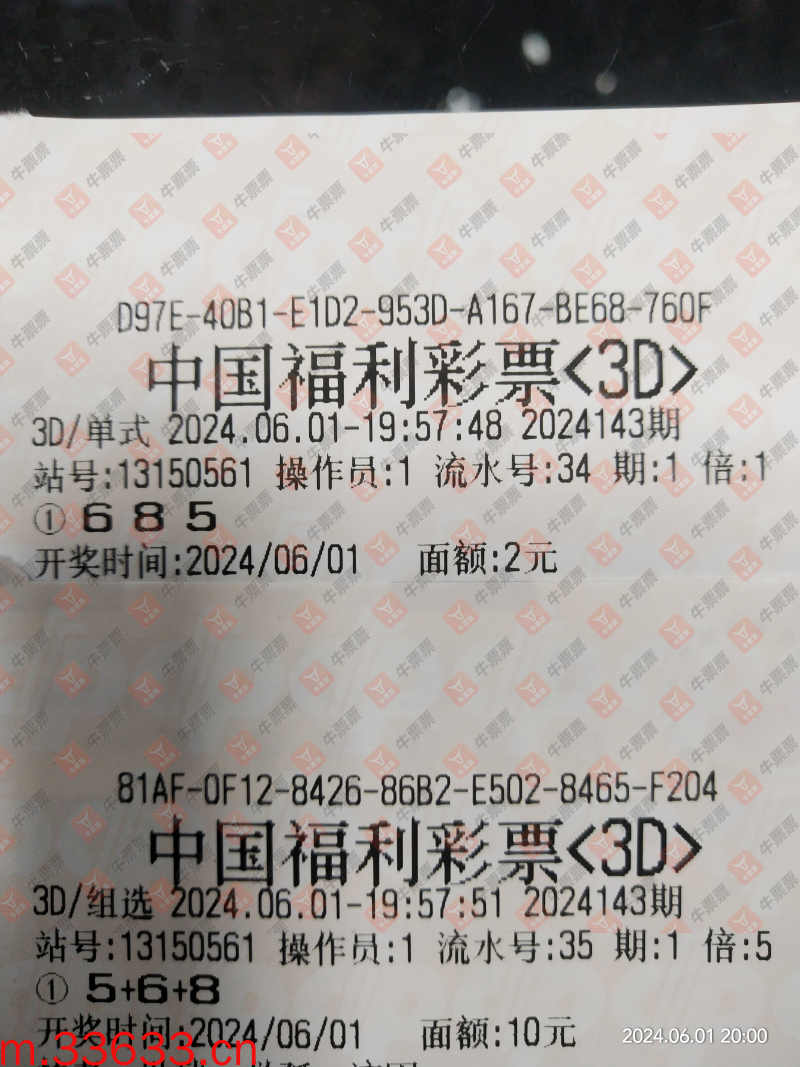 D97E-40B1-E1D2-953D-A167-BE68-760F
中国福利彩票<3D>
3D/单式 2024.06.01-19:57:48 2024143期
站号:13150561 操作员:1 流水号:34 期:1 倍:1
① 6 8 5
开奖时间:2024/06/01 面额:2元
81AF-0F12-8426-86B2-E502-8465-F204
中国福利彩票<3D>
3D/组选 2024.06.01-19:57:51 2024143期
站号:13150561 操作员:1 流水号:35 期:1 倍:5
① 5+6+8
开奖时间:2024/06/01 面额:10元
2024.06.01 20:00
m.33633.cn
牛票票